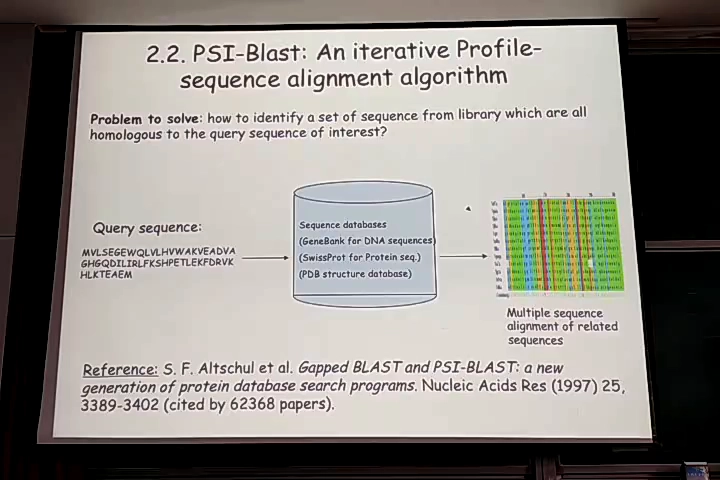 2.2. PSI-Blast: An iterative Profile-
sequence alignment algorithm
Problem to solve: how to identify a set of sequence from library which are all
homologous to the query sequence of interest?
Query sequence:
MVLSEGEWQLVLHVWAKVEADVA
GHGQDILIRLFKSHPETLEKFDRVK
HLKTEAEM
Sequence databases
(GeneBank for DNA sequences)
(SwissProt for Protein seq.)
(PDB structure database)
Multiple sequence
alignment of related
sequences
Reference: S. F. Altschul et al. Gapped BLAST and PSI-BLAST: a new
generation of protein database search programs. Nucleic Acids Res (1997) 25,
3389-3402 (cited by 62368 papers).